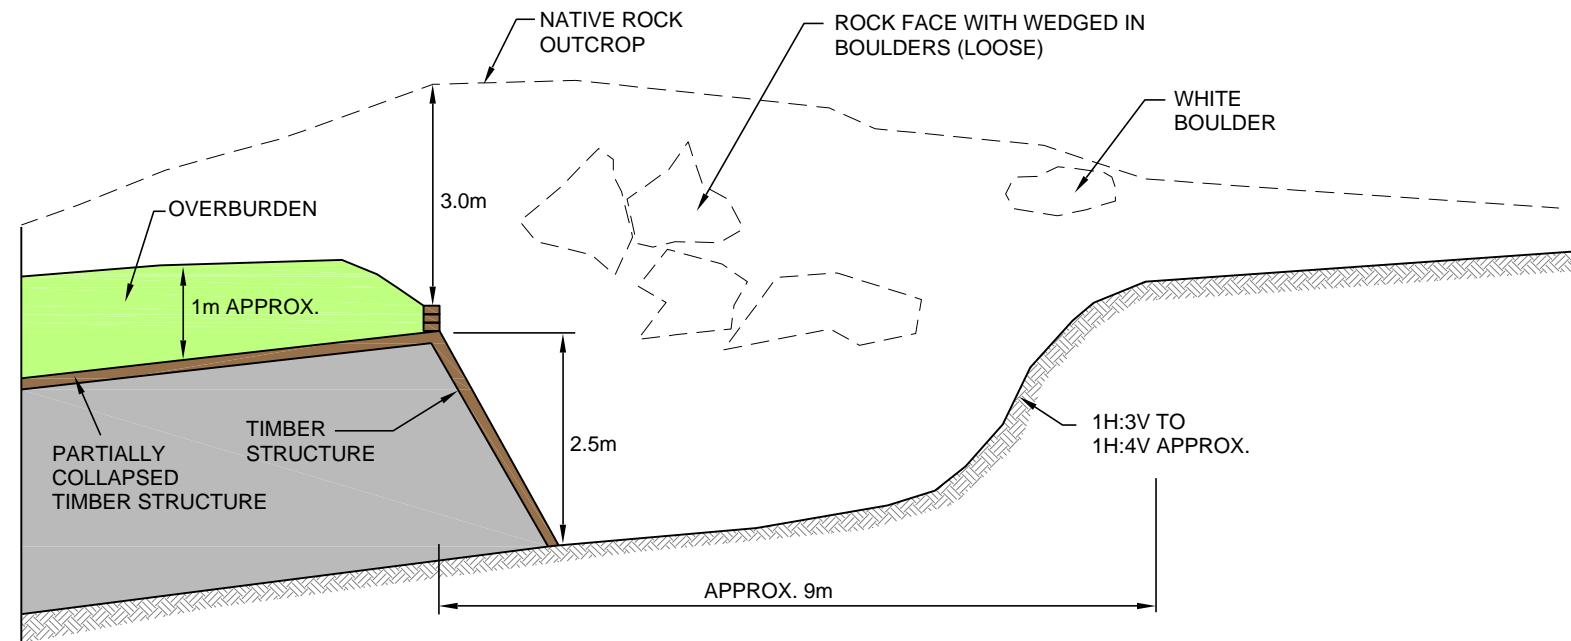 NATIVE ROCK
OUTCROP
ROCK FACE WITH WEDGED IN
BOULDERS (LOOSE)
WHITE
BOULDER
3.0m
OVERBURDEN
1m APPROX.
TIMBER
STRUCTURE
2.5m
1H:3V TO
1H:4V APPROX.
PARTIALLY
COLLAPSED
TIMBER STRUCTURE
APPROX. 9m